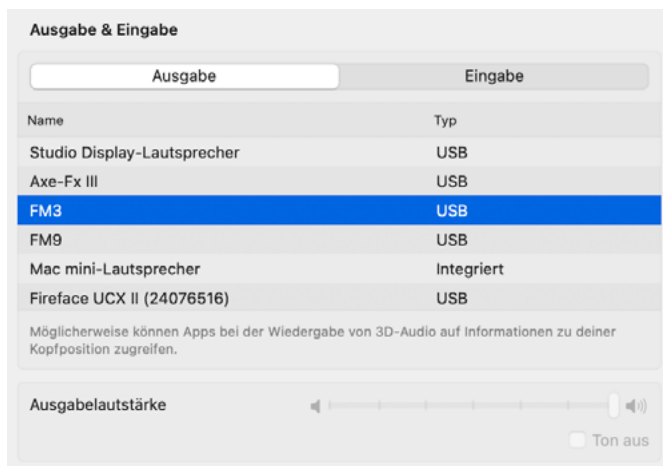 Ausgabe & Eingabe
Ausgabe Eingabe
Name Typ
Studio Display-Lautsprecher USB
Axe-Fx III USB
FM3 USB
FM9 USB
Mac mini-Lautsprecher Integriert
Fireface UCX II (24076516) USB
Möglicherweise können Apps bei der Wiedergabe von 3D-Audio auf Informationen zu deiner
Kopfposition zugreifen.
Ausgabelautstärke
Ton aus